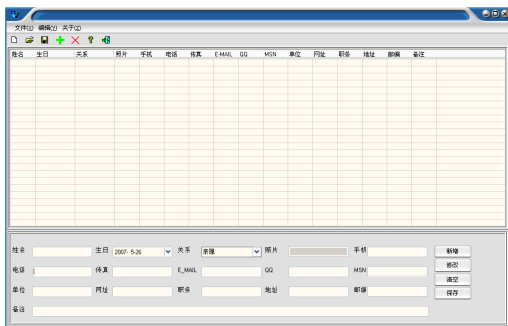 文件(I) 编辑(Y) 关于(Z)
姓名 生日 关系 照片 手机 电话 传真 E-MAIL QQ MSN 单位 网址 职务 地址 邮编 备注
姓名 生日 2007- 5-26 关系 亲属 照片 手机 新增
电话 传真 E_MAIL QQ MSN 修改
清空
单位 网址 职务 地址 邮编 保存
备注